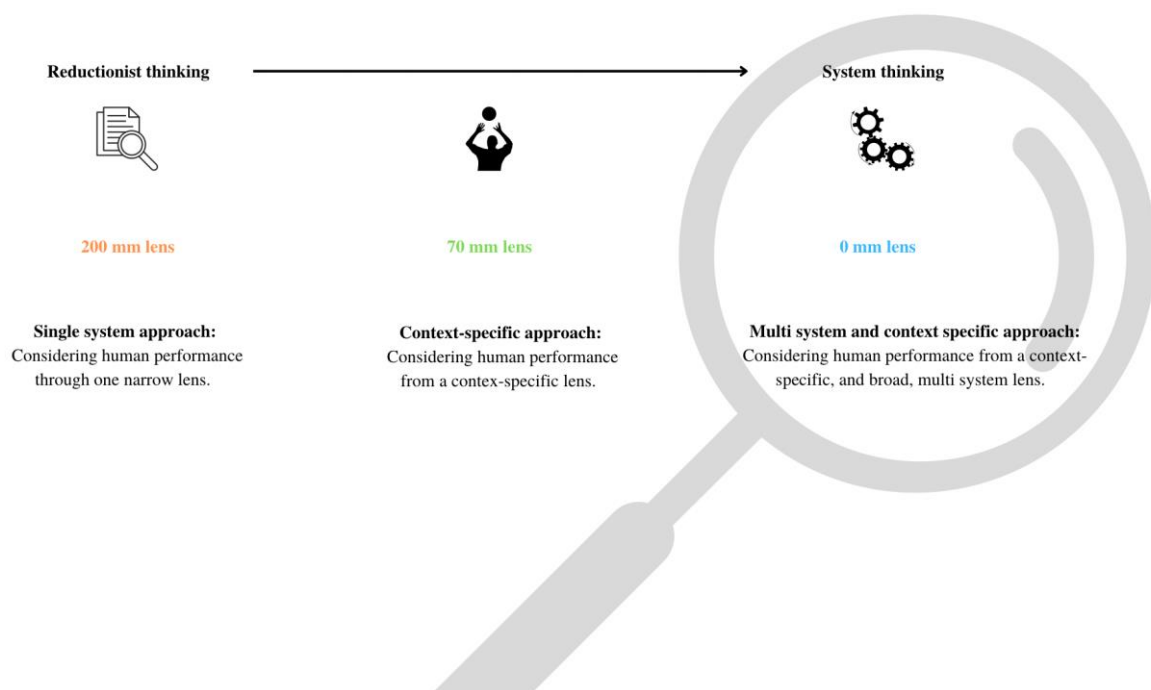 Reductionist thinking
System thinking
200 mm lens
70 mm lens
0 mm lens
Single system approach:
Considering human performance
through one narrow lens.
Context-specific approach:
Considering human performance
from a contex-specific lens.
Multi system and context specific approach:
Considering human performance from a context-
specific, and broad, multi system lens.